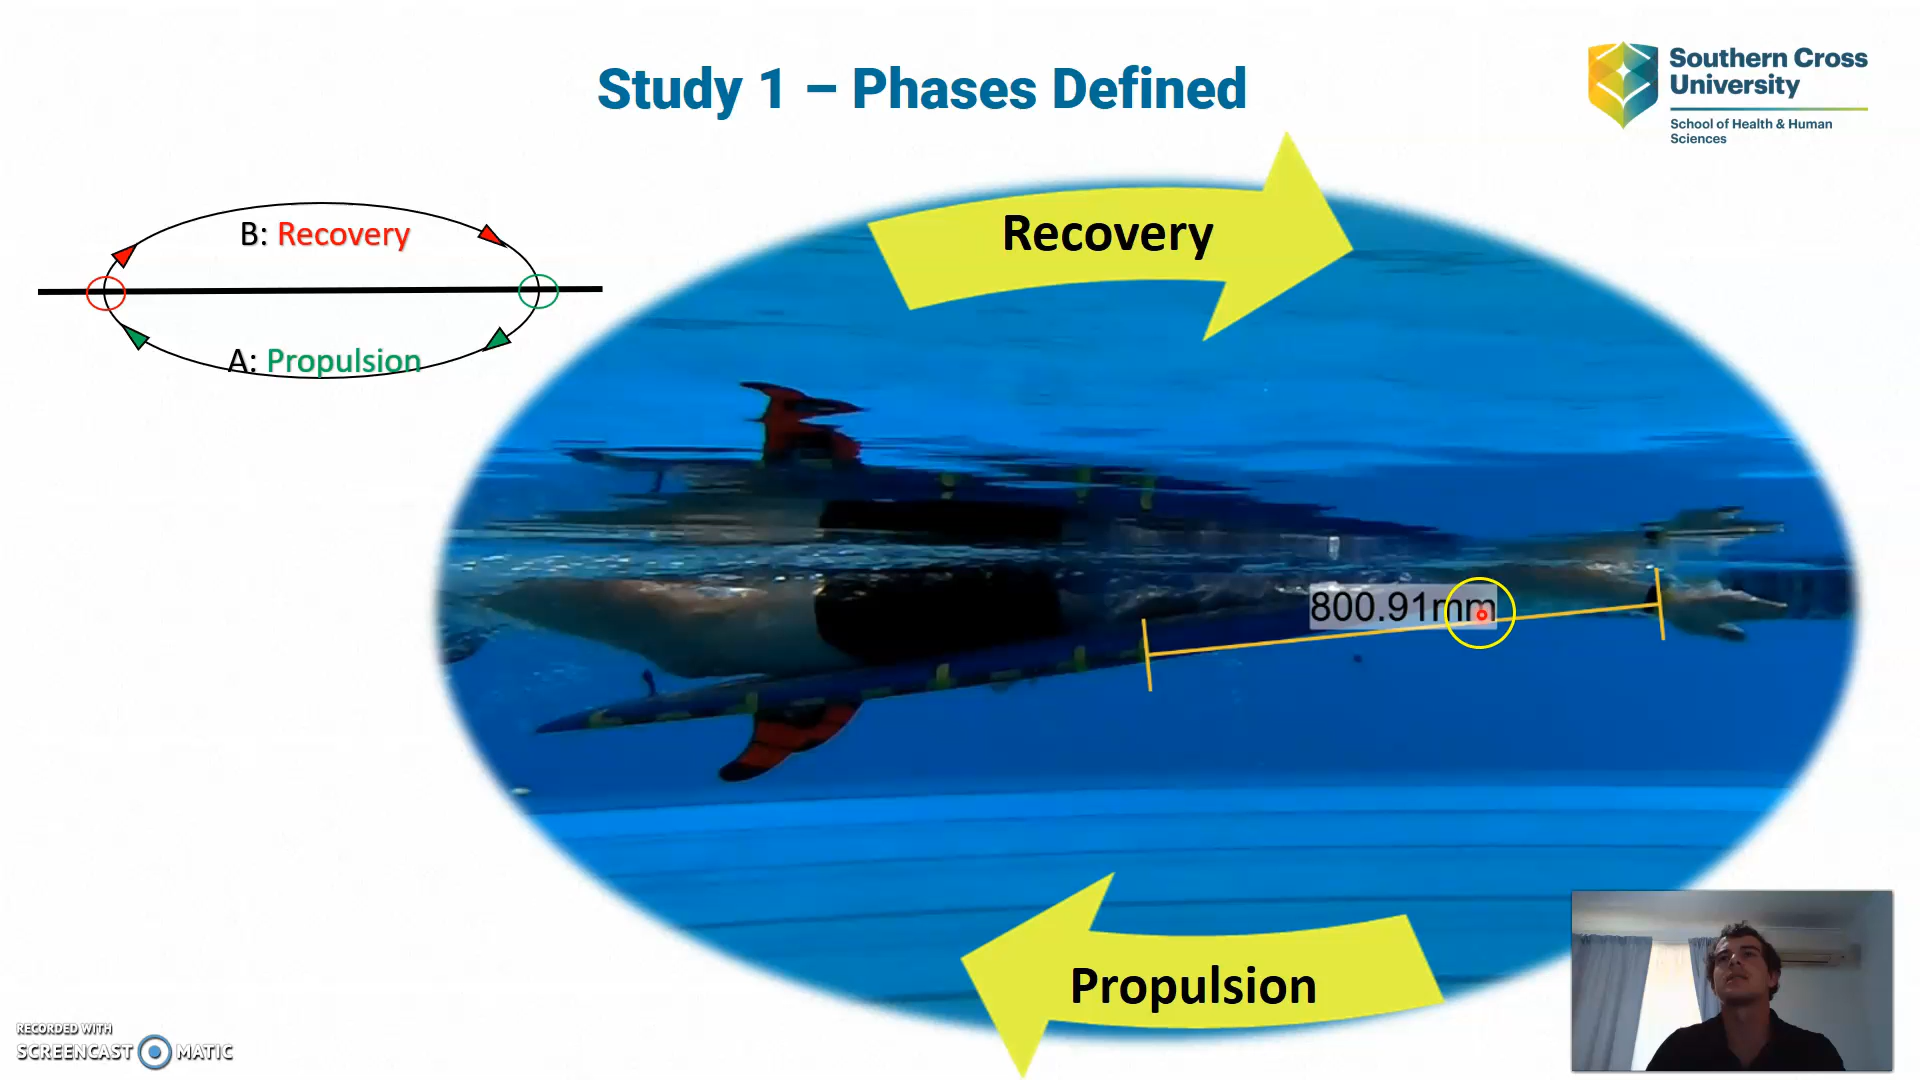 Study 1 – Phases Defined
Southern Cross
University
School of Health & Human
Sciences
B: Recovery
A: Propulsion
Recovery
800.91mm
Propulsion
RECORDED WITH
SCREENCAST MATIC